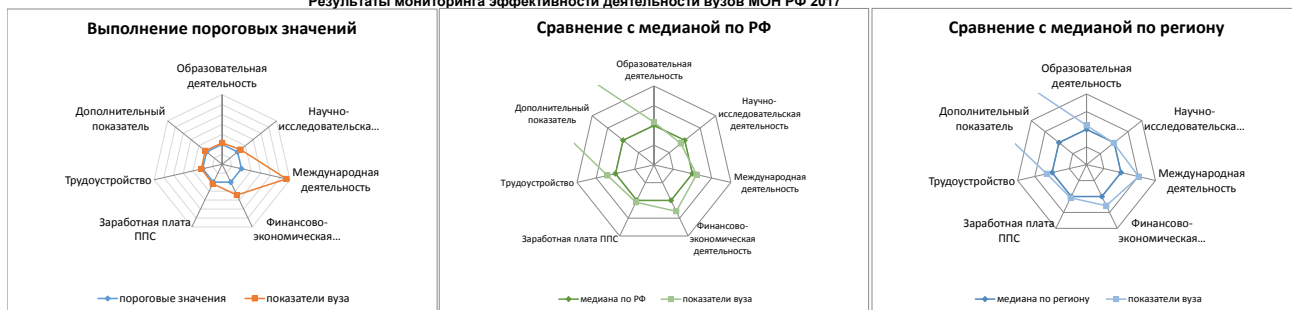 Результаты мониторинга эффективности деятельности вузов МОН РФ 2017
Выполнение пороговых значений
Образовательная
деятельность
Научно-
исследовательска...
Международная
деятельность
Финансово-
экономическая...
Заработная плата
ППС
Трудоустройство
Дополнительный
показатель
пороговые значения
показатели вуза
Сравнение с медианой по РФ
Образовательная
деятельность
Научно-
исследовательская
деятельность
Международная
деятельность
Финансово-
экономическая
деятельность
Заработная плата ППС
Трудоустройство
Дополнительный
показатель
медиана по РФ
показатели вуза
Сравнение с медианой по региону
Образовательная
деятельность
Научно-
исследовательска...
Международная
деятельность
Финансово-
экономическая...
Заработная плата
ППС
Трудоустройство
Дополнительный
показатель
медиана по региону
показатели вуза